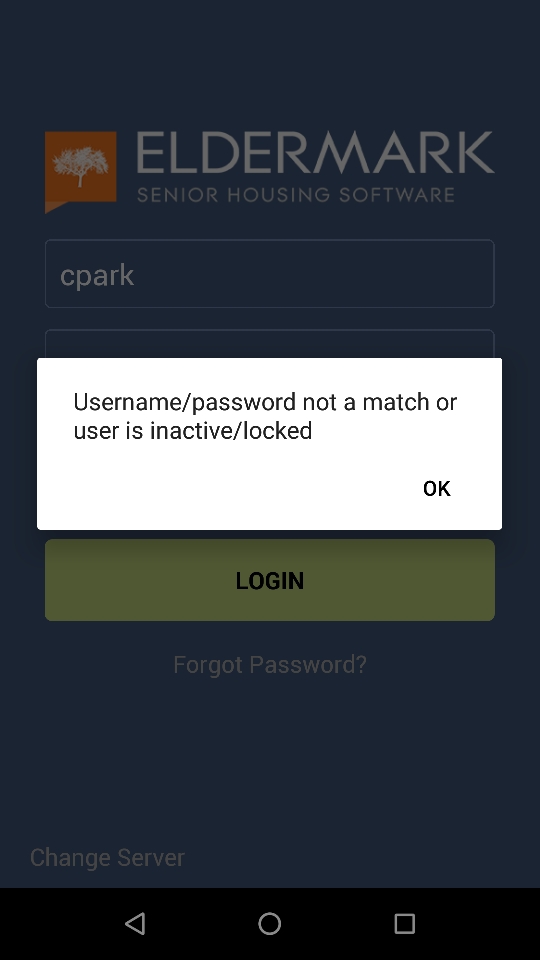 ELDERMARK
SENIOR HOUSING SOFTWARE
cpark
Username/password not a match or
user is inactive/locked
OK
LOGIN
Forgot Password?
Change Server